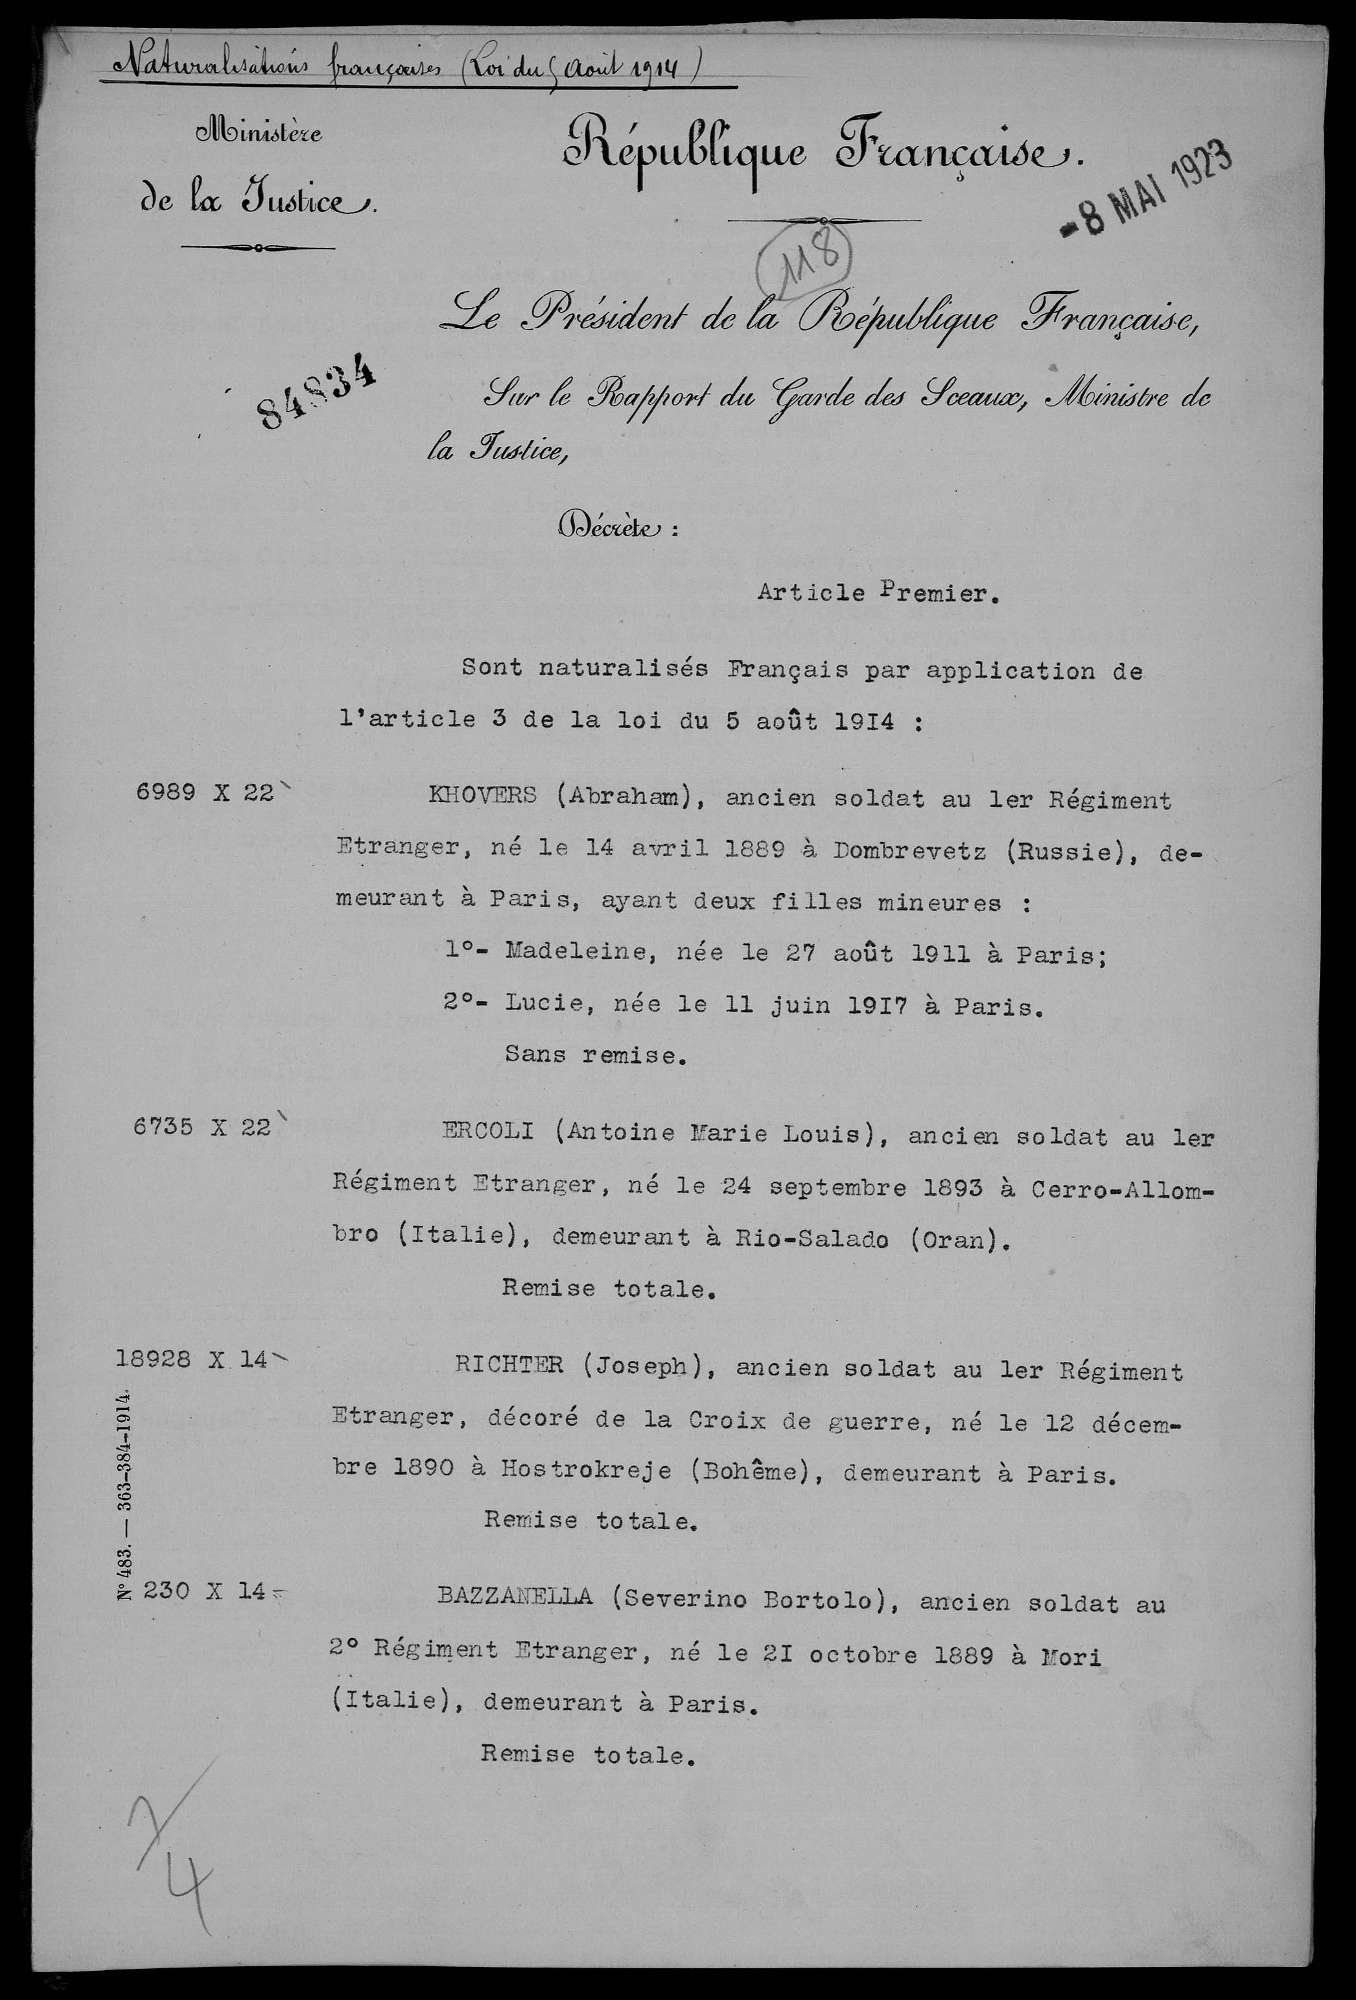 Naturalisations françaises (Loi du 5 Août 1914)
Ministère
de la Justice.
République Française.
-8 MAI 1923
118
Le Président de la République Française,
84834
Sur le Rapport du Garde des Sceaux, Ministre de
la Justice,
Décrète :
Article Premier.
Sont naturalisés Français par application de
l'article 3 de la loi du 5 août 19I4 :
6989 X 22
KHOVERS (Abraham), ancien soldat au 1er Régiment
Etranger, né le 14 avril 1889 à Dombrevetz (Russie), de-
meurant à Paris, ayant deux filles mineures :
1°- Madeleine, née le 27 août 1911 à Paris;
2°- Lucie, née le 11 juin 19I7 à Paris.
Sans remise.
6735 X 22
ERCOLI (Antoine Marie Louis), ancien soldat au 1er
Régiment Etranger, né le 24 septembre 1893 à Cerro-Allom-
bro (Italie), demeurant à Rio-Salado (Oran).
Remise totale.
18928 X 14
RICHTER (Joseph), ancien soldat au 1er Régiment
Etranger, décoré de la Croix de guerre, né le 12 décem-
bre 1890 à Hostrokreje (Bohême), demeurant à Paris.
Remise totale.
N° 483. — 363-384-1914.
230 X 14
BAZZANELLA (Severino Bortolo), ancien soldat au
2° Régiment Etranger, né le 2I octobre 1889 à Mori
(Italie), demeurant à Paris.
Remise totale.
4